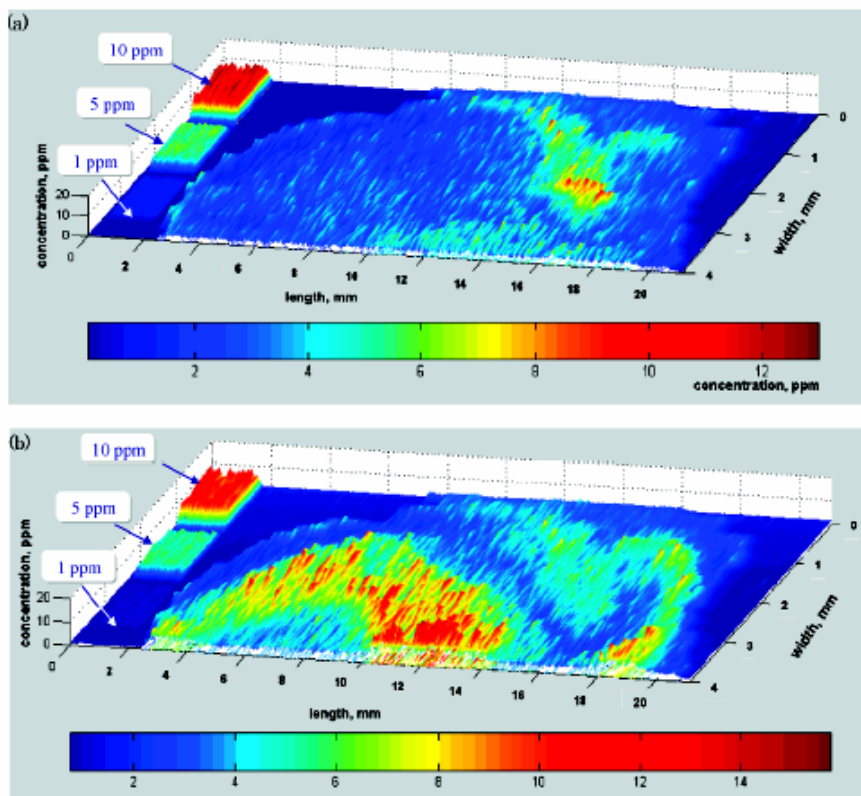 (a)
10 ppm
5 ppm
1 ppm
concentration, ppm
20
10
0
0 2 4 6 8 10 12 14 16 18 20
length, mm
0 1 2 3 4
width, mm
2 4 6 8 10 12
concentration, ppm
(b)
10 ppm
5 ppm
1 ppm
concentration, ppm
20
10
0
0 2 4 6 8 10 12 14 16 18 20
length, mm
0 1 2 3 4
width, mm
2 4 6 8 10 12 14